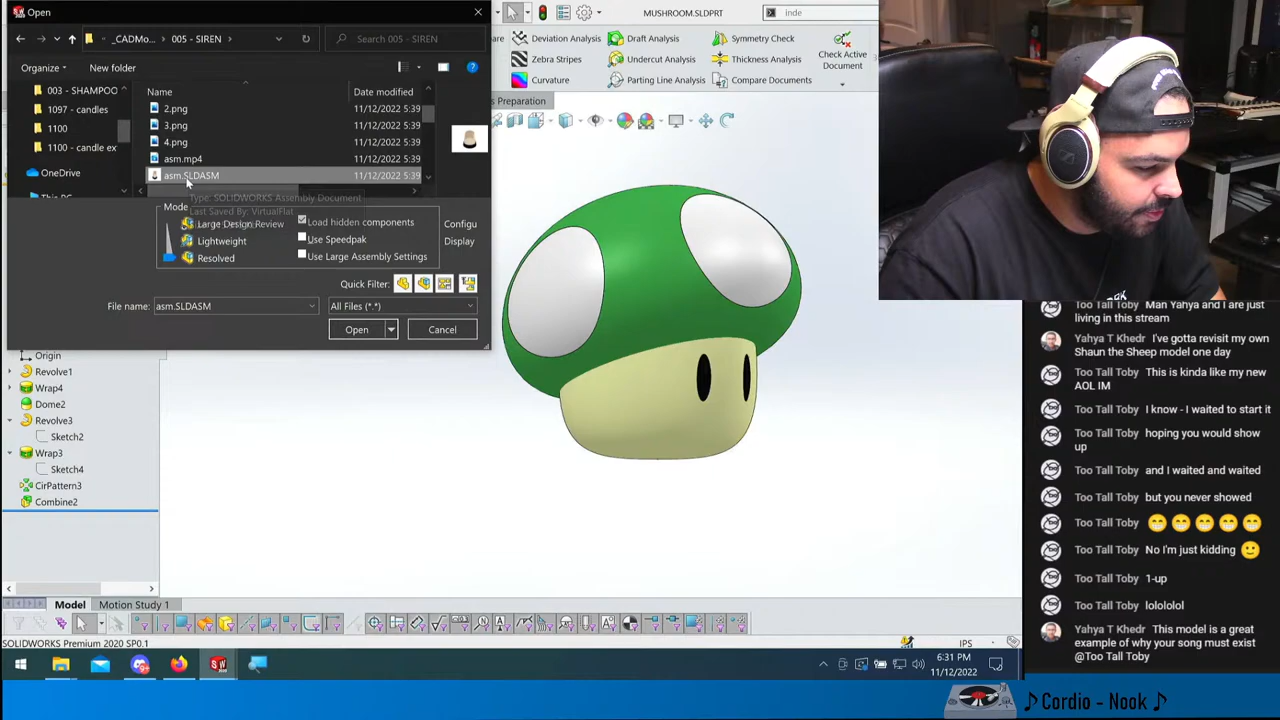 Open
MUSHROOM.SLDPRT
inde
_CADMo...
005 - SIREN
Search 005 - SIREN
Organize
New folder
003 - SHAMPOO
1097 - candles
1100
1100 - candle ex
OneDrive
This PC
Name
Date modified
2.png
11/12/2022 5:39
3.png
11/12/2022 5:39
4.png
11/12/2022 5:39
asm.mp4
11/12/2022 5:39
asm.SLDASM
11/12/2022 5:39
Type: SOLIDWORKS Assembly Document
Last Saved By: VirtualFlat
Mode
Large Design Review
Lightweight
Resolved
Load hidden components
Use Speedpak
Use Large Assembly Settings
Configu
Display
Quick Filter:
File name:
asm.SLDASM
All Files (*.*)
Open
Cancel
Deviation Analysis
Zebra Stripes
Curvature
Draft Analysis
Undercut Analysis
Parting Line Analysis
Symmetry Check
Thickness Analysis
Compare Documents
Check Active
Document
s Preparation
Origin
Revolve1
Wrap4
Dome2
Revolve3
Sketch2
Wrap3
Sketch4
CirPattern3
Combine2
Model
Motion Study 1
SOLIDWORKS Premium 2020 SP0.1
IPS
6:31 PM
11/12/2022
Too Tall Toby Man Yahya and I are just
living in this stream
Yahya T Khedr I've gotta revisit my own
Shaun the Sheep model one day
Too Tall Toby This is kinda like my new
AOL IM
Too Tall Toby I know - I waited to start it
Too Tall Toby hoping you would show
up
Too Tall Toby and I waited and waited
Too Tall Toby but you never showed
Too Tall Toby 😁😁😁😁😁
Too Tall Toby No I'm just kidding 🙂
Too Tall Toby 1-up
Too Tall Toby lolololol
Yahya T Khedr This model is a great
example of why your song must exist
@Too Tall Toby
♪ Cordio - Nook ♪